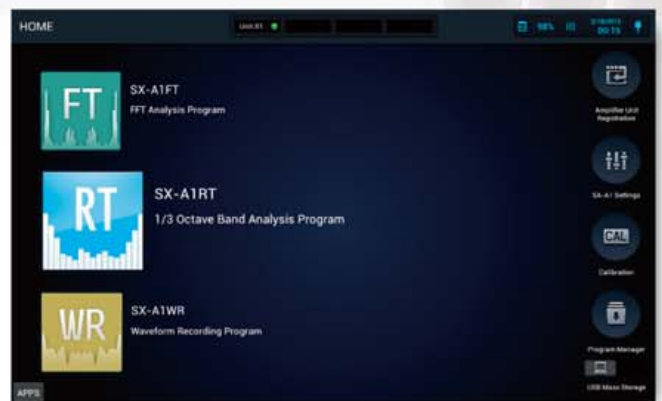 HOME
Unit 01
98%
00:15
FT
SX-A1FT
FFT Analysis Program
Amplifier Unit
Registration
RT
SX-A1RT
1/3 Octave Band Analysis Program
SA-A1 Settings
CAL
Calibration
WR
SX-A1WR
Waveform Recording Program
Program Manager
USB Mass Storage
APPS